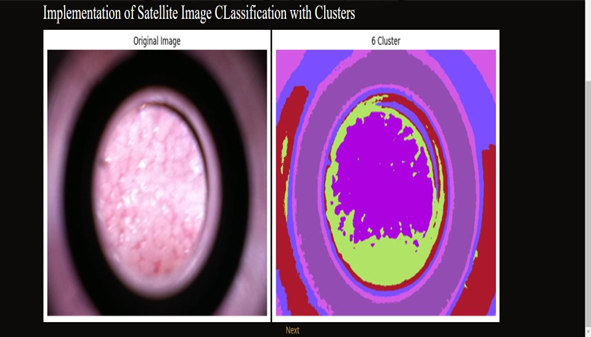 Implementation of Satellite Image CLassification with Clusters
Original Image
6 Cluster
Next